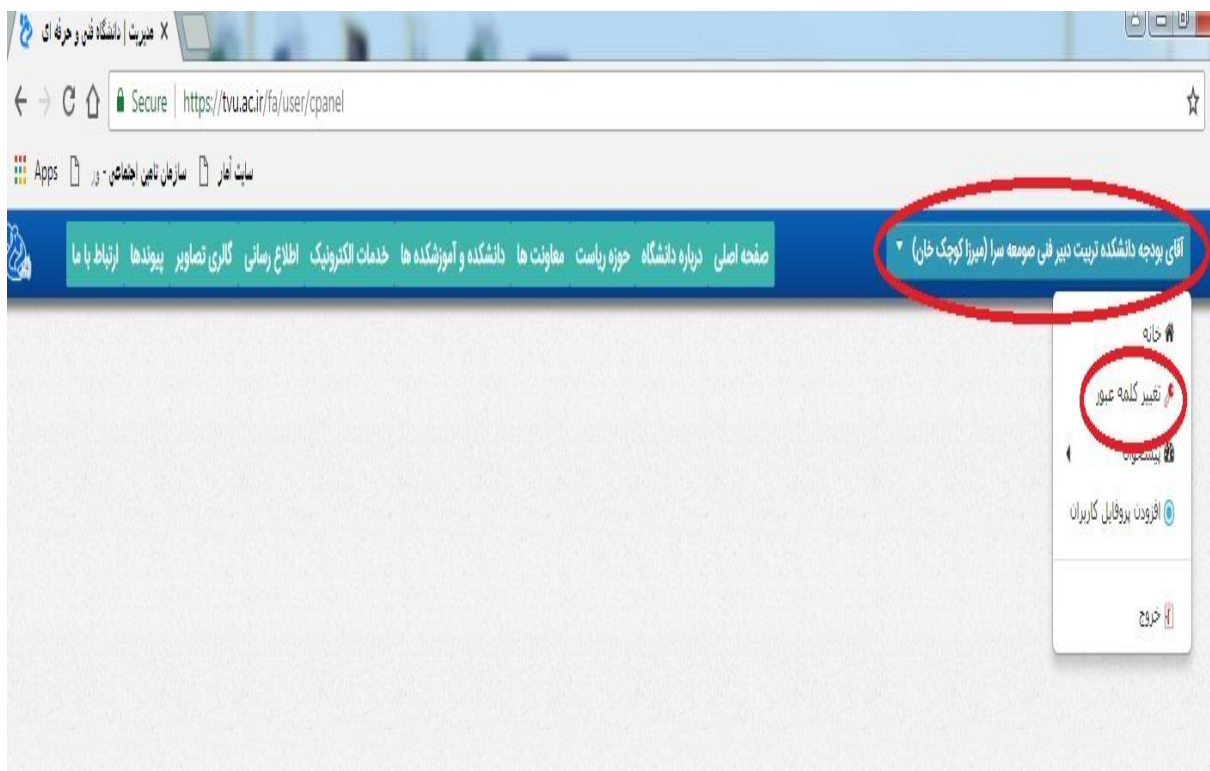 مدیریت | دانشگاه فنی و حرفه ای
Secure | https://tvu.ac.ir/fa/user/cpanel
Apps سازمان تامین اجتماعی - ور سایت آمار
آقای بودجه دانشکده تربیت دبیر فنی صومعه سرا (میرزا کوچک خان)
صفحه اصلی درباره دانشگاه حوزه ریاست معاونت ها دانشکده و آموزشکده ها خدمات الکترونیک اطلاع رسانی گالری تصاویر پیوندها ارتباط با ما
خانه
تغییر کلمه عبور
پیشخوان
افزودن پروفایل کاربران
خروج